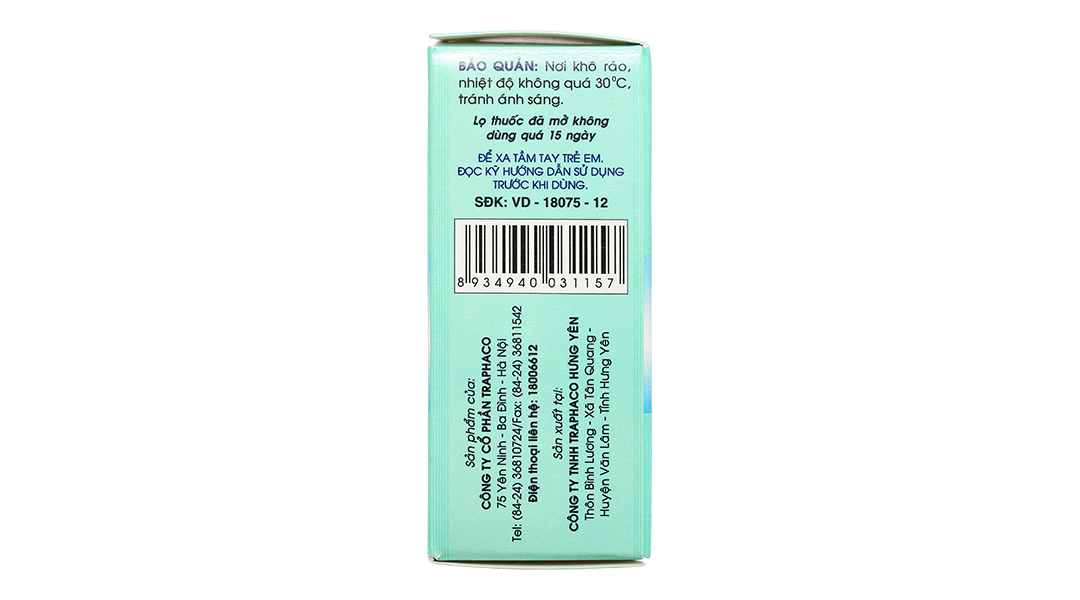 BẢO QUẢN: Nơi khô ráo,
nhiệt độ không quá 30°C,
tránh ánh sáng.
Lọ thuốc đã mở không
dùng quá 15 ngày
ĐỂ XA TẦM TAY TRẺ EM.
ĐỌC KỸ HƯỚNG DẪN SỬ DỤNG
TRƯỚC KHI DÙNG.
SĐK: VD - 18075 - 12
8 934940 031157
Sản phẩm của:
CÔNG TY CỔ PHẦN TRAPHACO
75 Yên Ninh - Ba Đình - Hà Nội
Tel: (84-24) 36810724/Fax: (84-24) 36811542
Điện thoại liên hệ: 18006612
Sản xuất tại:
CÔNG TY TNHH TRAPHACO HƯNG YÊN
Thôn Bình Lương - Xã Tân Quang -
Huyện Văn Lâm - Tỉnh Hưng Yên